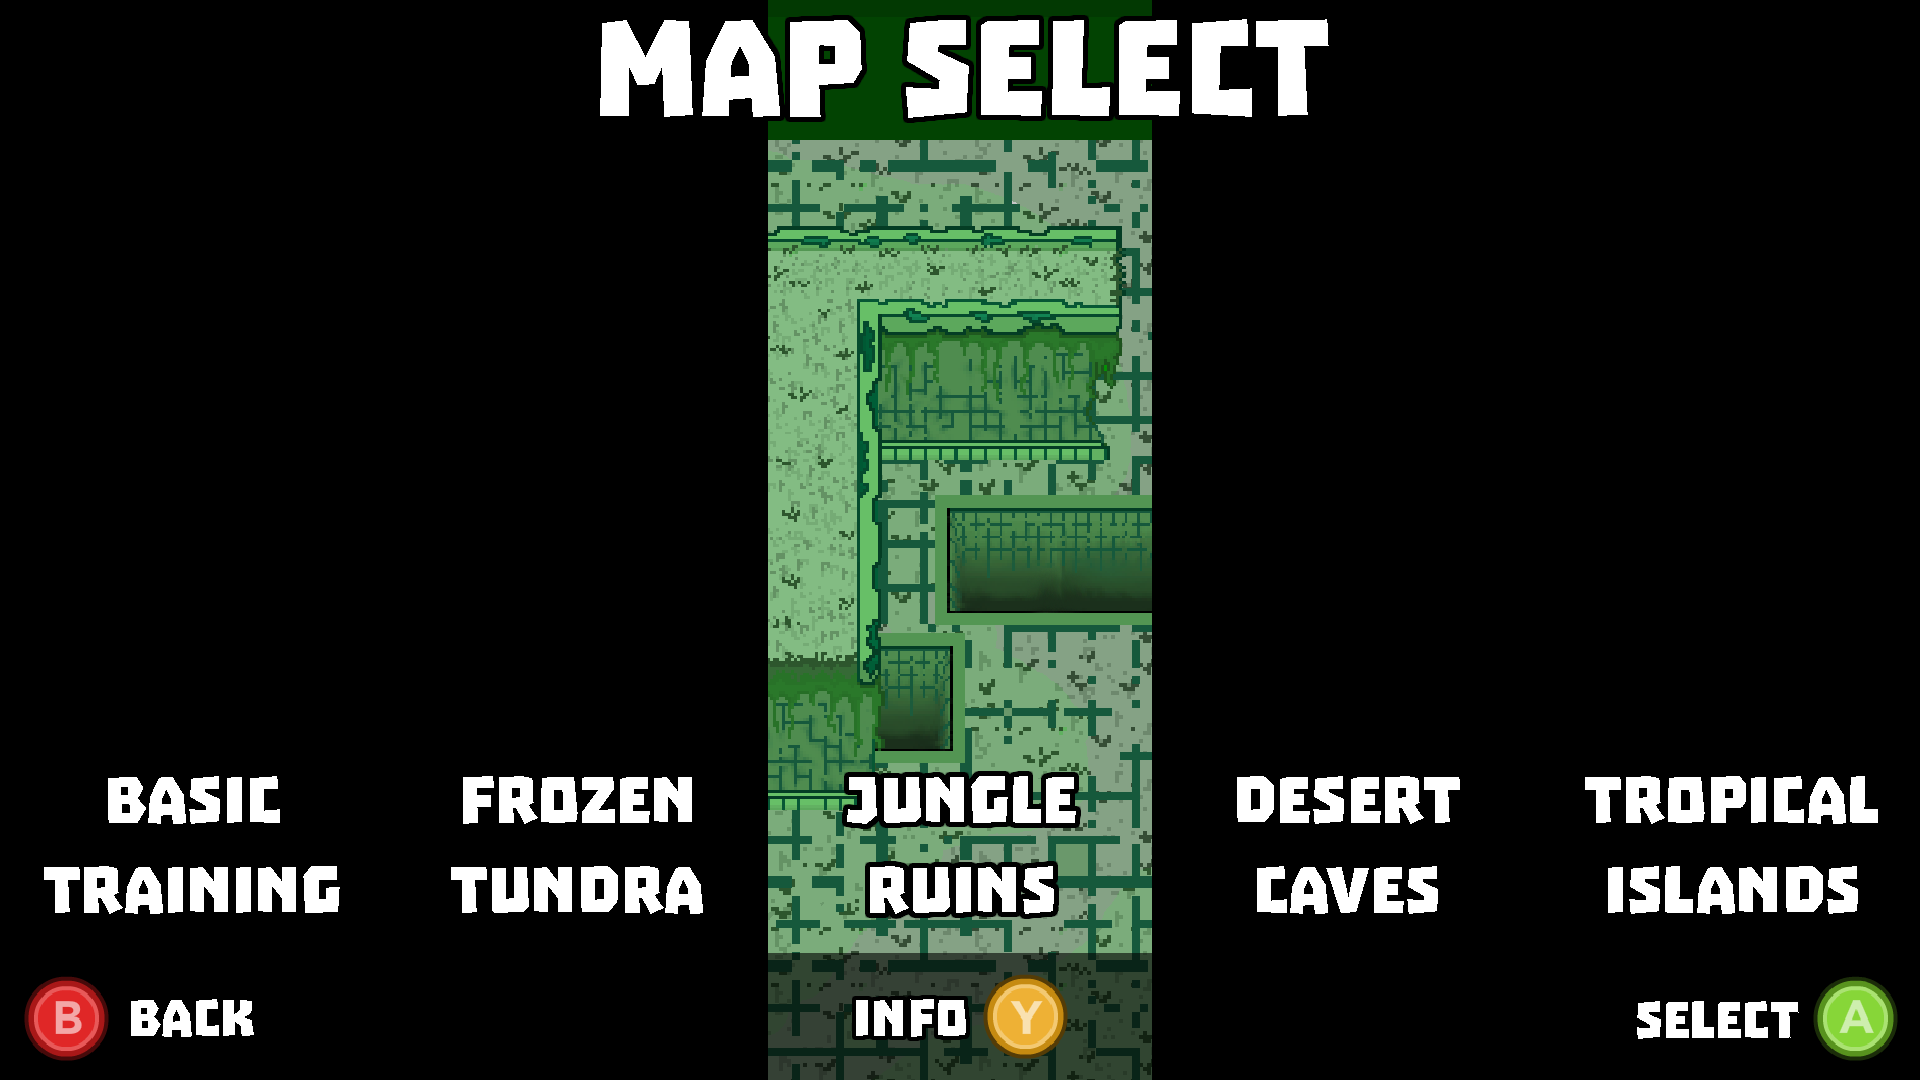 MAP SELECT
BASIC
TRAINING
FROZEN
TUNDRA
JUNGLE
RUINS
DESERT
CAVES
TROPICAL
ISLANDS
B BACK
INFO Y
SELECT A